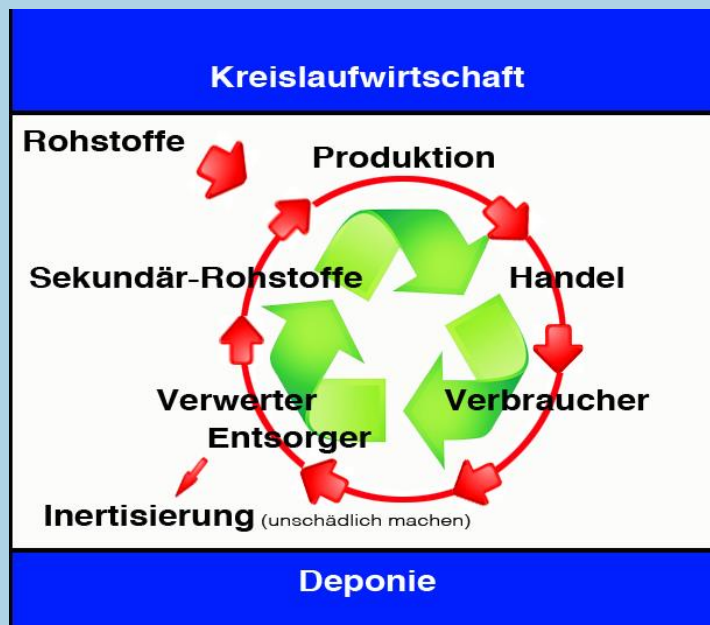 Kreislaufwirtschaft
Rohstoffe
Produktion
Sekundär-Rohstoffe
Handel
Verwerter
Entsorger
Verbraucher
Inertisierung (unschädlich machen)
Deponie